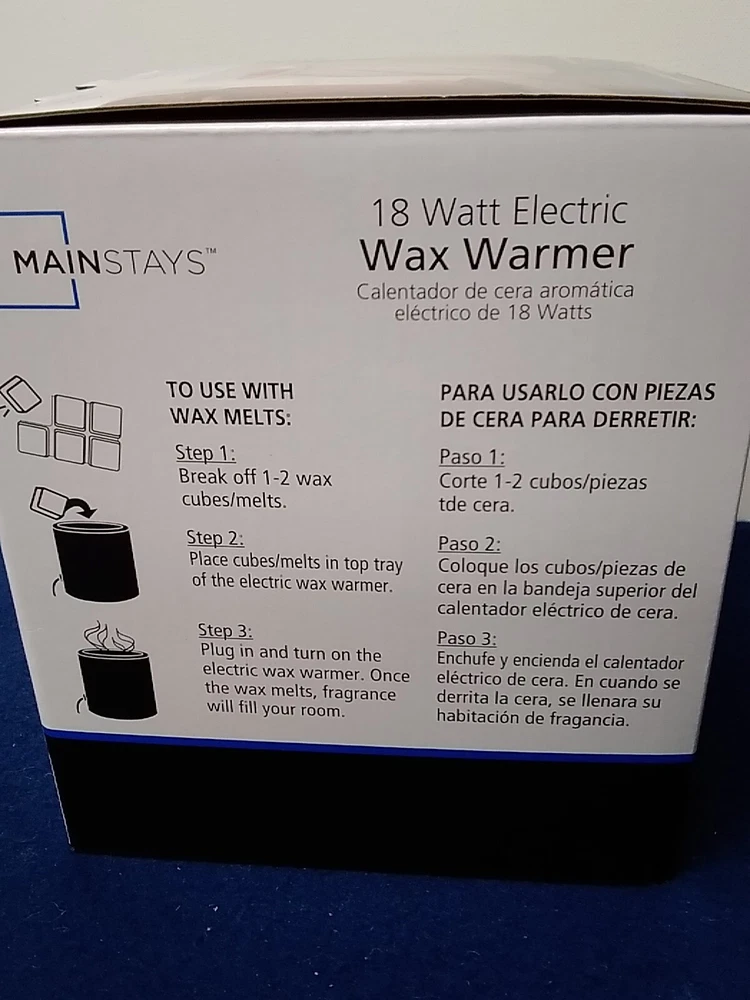 MAINSTAYS™
18 Watt Electric
Wax Warmer
Calentador de cera aromática
eléctrico de 18 Watts
TO USE WITH
WAX MELTS:
Step 1:
Break off 1-2 wax
cubes/melts.
Step 2:
Place cubes/melts in top tray
of the electric wax warmer.
Step 3:
Plug in and turn on the
electric wax warmer. Once
the wax melts, fragrance
will fill your room.
PARA USARLO CON PIEZAS
DE CERA PARA DERRETIR:
Paso 1:
Corte 1-2 cubos/piezas
tde cera.
Paso 2:
Coloque los cubos/piezas de
cera en la bandeja superior del
calentador eléctrico de cera.
Paso 3:
Enchufe y encienda el calentador
eléctrico de cera. En cuando se
derrita la cera, se llenara su
habitación de fragancia.